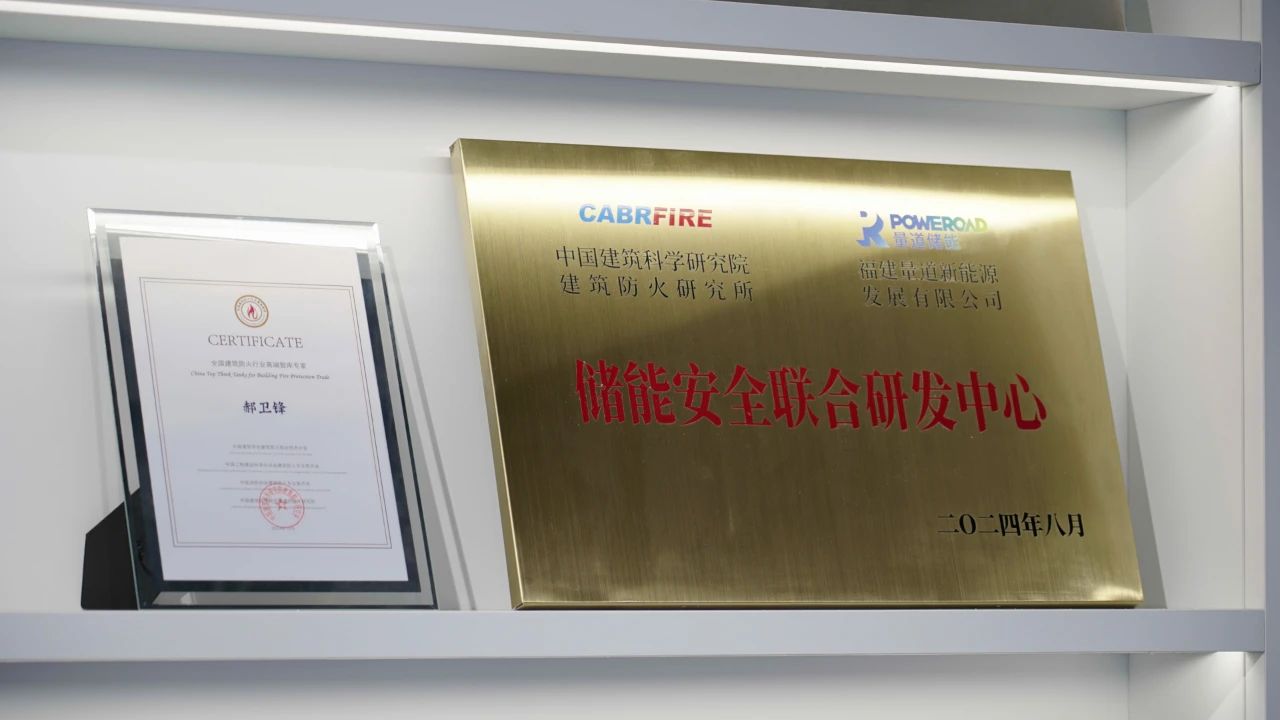 CERTIFICATE
全国建筑防火行业高端智库专家
China Top Think Tanks for Building Fire Protection Trade
郝卫锋
CABRFIRE
中国建筑科学研究院
建筑防火研究所
POWEROAD
量道储能
福建量道新能源
发展有限公司
储能安全联合研发中心
二〇二四年八月